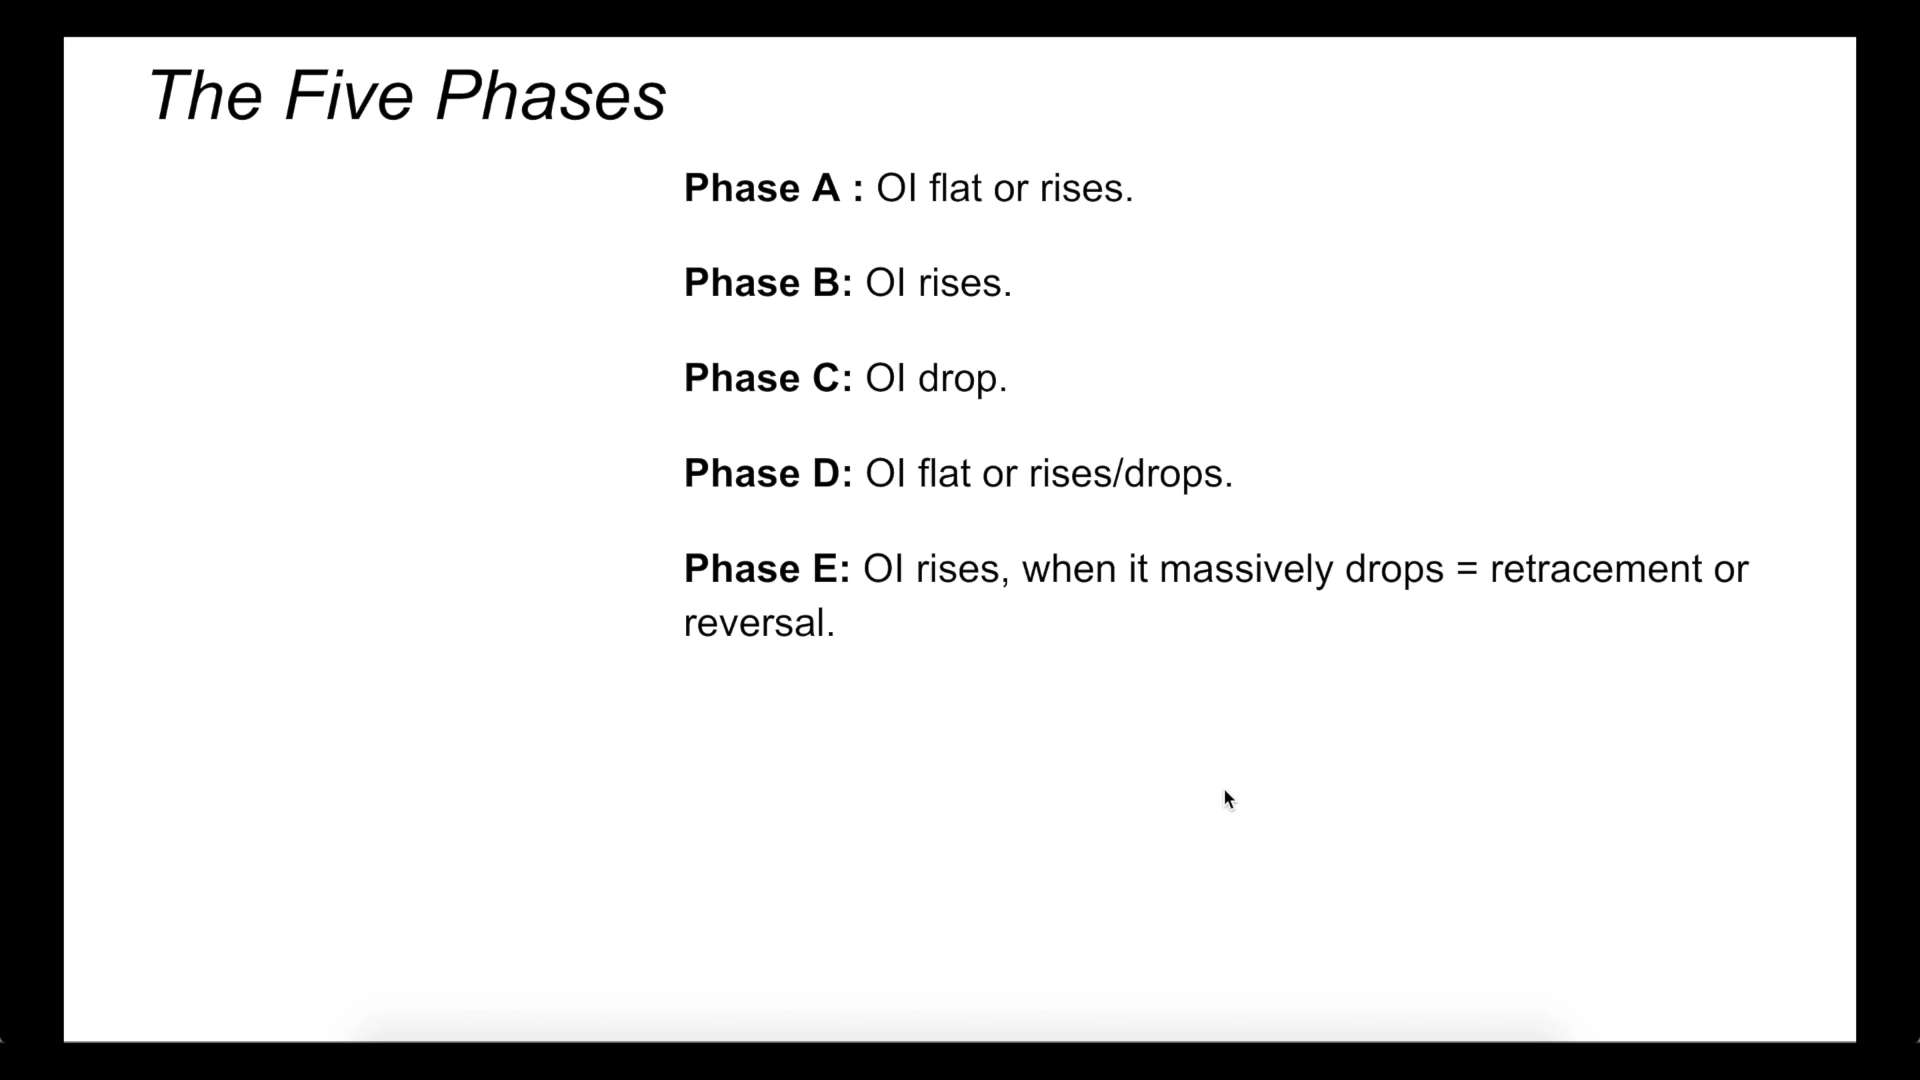 The Five Phases
Phase A : OI flat or rises.
Phase B: OI rises.
Phase C: OI drop.
Phase D: OI flat or rises/drops.
Phase E: OI rises, when it massively drops = retracement or
reversal.